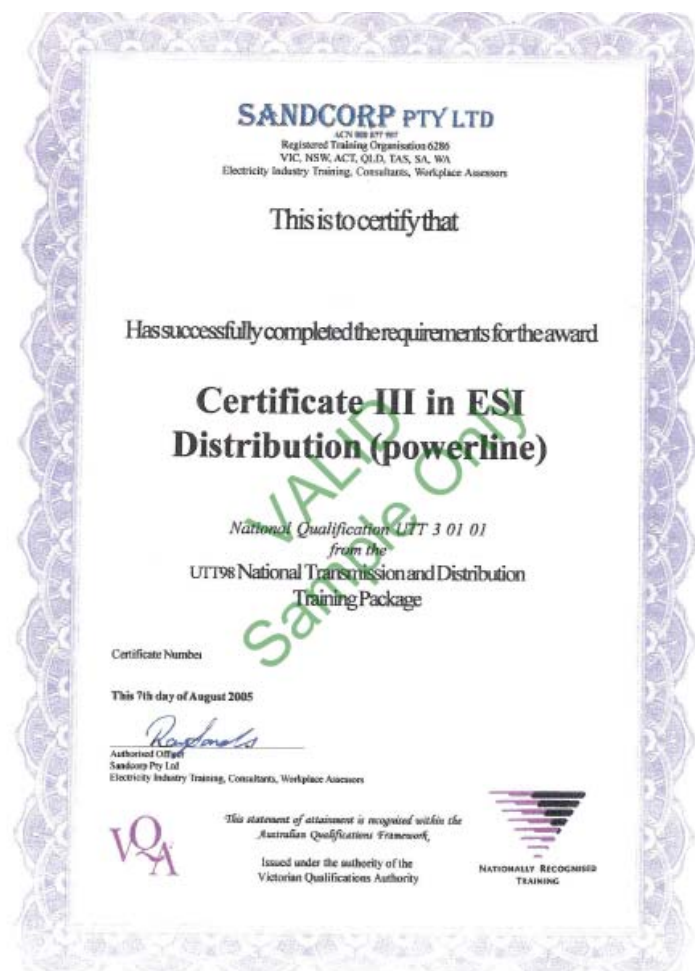 SANDCORP PTY LTD
ACN
Registered Training Organisation 6286
VIC, NSW, ACT, QLD, TAS, SA, WA
Electricity Industry Training, Consultants, Workplace Assessors
This is to certify that
Has successfully completed the requirements for the award
Certificate III in ESI
Distribution (powerline)
VALID
Sample Only
National Qualification UTT 3 01 01
from the
UTT98 National Transmission and Distribution
Training Package
Certificate Number
This 7th day of August 2005
Authorised Officer
Sandcorp Pty Ltd
Electricity Industry Training, Consultants, Workplace Assessors
VQA
This statement of attainment is recognised within the
Australian Qualifications Framework
Issued under the authority of the
Victorian Qualifications Authority
NATIONALLY RECOGNISED
TRAINING